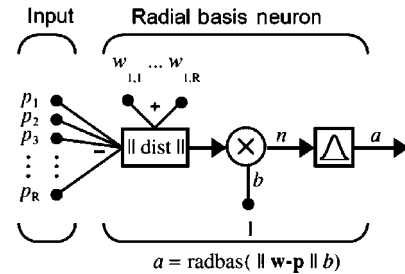 Input Radial basis neuron
w1,1 ... w1,R
+
p1
p2
p3
pR
−
|| dist ||
×
n
a
b
1
a = radbas( || w-p || b)